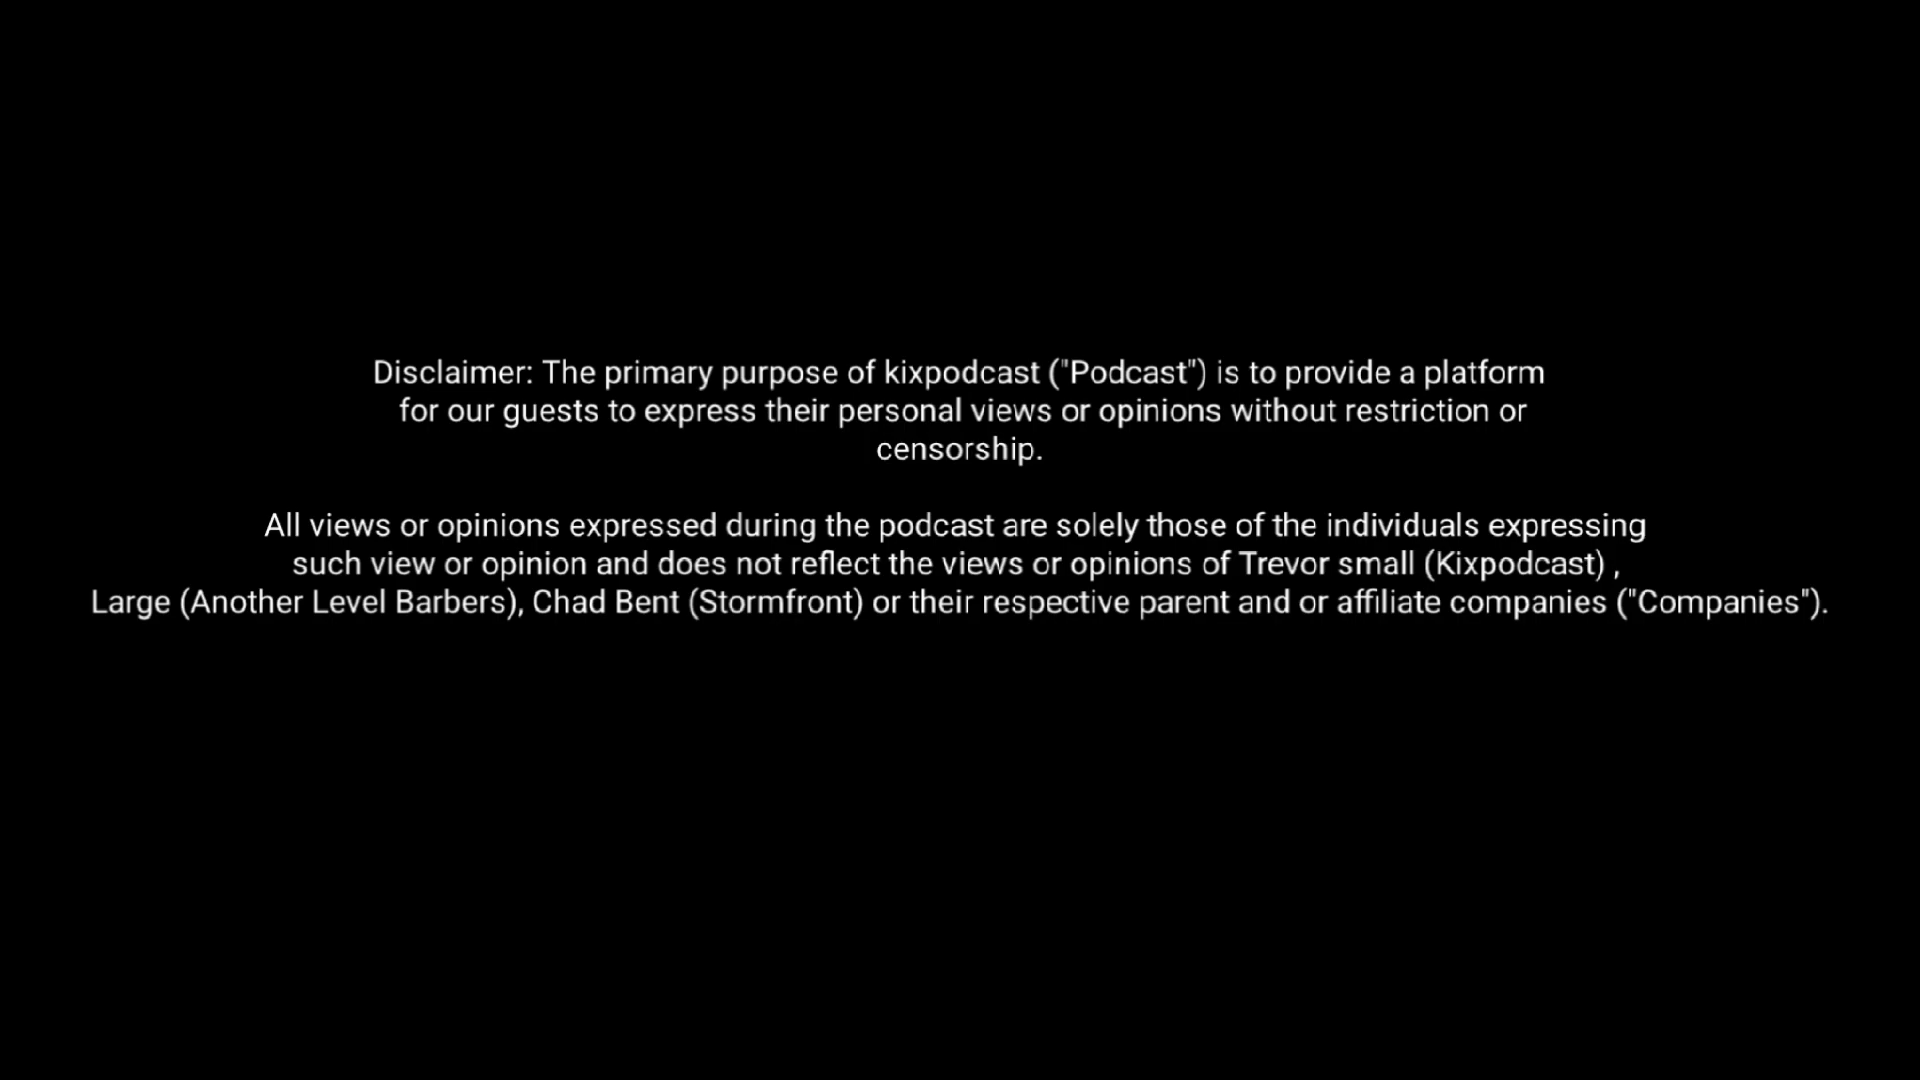 Disclaimer: The primary purpose of kixpodcast ("Podcast") is to provide a platform
for our guests to express their personal views or opinions without restriction or
censorship.
All views or opinions expressed during the podcast are solely those of the individuals expressing
such view or opinion and does not reflect the views or opinions of Trevor small (Kixpodcast) ,
Large (Another Level Barbers), Chad Bent (Stormfront) or their respective parent and or affiliate companies ("Companies").